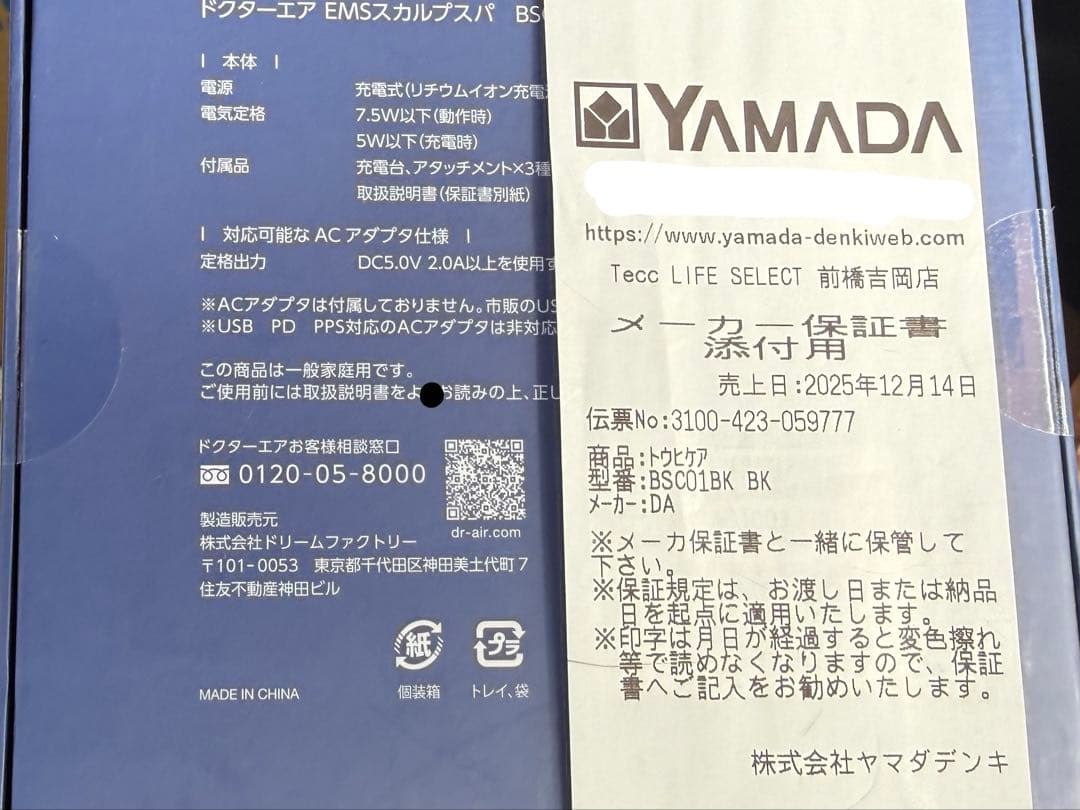 ドクターエア EMSスカルプスパ BSC
| 本体 |
電源 充電式(リチウムイオン充電
電気定格 7.5W以下(動作時)
5W以下(充電時)
付属品 充電台、アタッチメント×3種
取扱説明書(保証書別紙)
| 対応可能な AC アダプタ仕様 |
定格出力 DC5.0V 2.0A以上を使用す
※ACアダプタは付属しておりません。市販のUS
※USB PD PPS対応のACアダプタは非対応
この商品は一般家庭用です。
ご使用前には取扱説明書をよ お読みの上、正し
ドクターエアお客様相談窓口
0120-05-8000
dr-air.com
製造販売元
株式会社ドリームファクトリー
〒101-0053 東京都千代田区神田美土代町7
住友不動産神田ビル
紙
プラ
MADE IN CHINA
個装箱
トレイ、袋
YAMADA
https://www.yamada-denkiweb.com
Tecc LIFE SELECT 前橋吉岡店
メーカー保証書
添付用
売上日:2025年12月14日
伝票No:3100-423-059777
商品:トウヒケア
型番:BSC01BK BK
メーカー:DA
※メーカ保証書と一緒に保管して
下さい。
※保証規定は、お渡し日または納品
日を起点に適用いたします。
※印字は月日が経過すると変色擦れ
等で読めなくなりますので、保証
書へご記入をお勧めいたします。
株式会社ヤマダデンキ